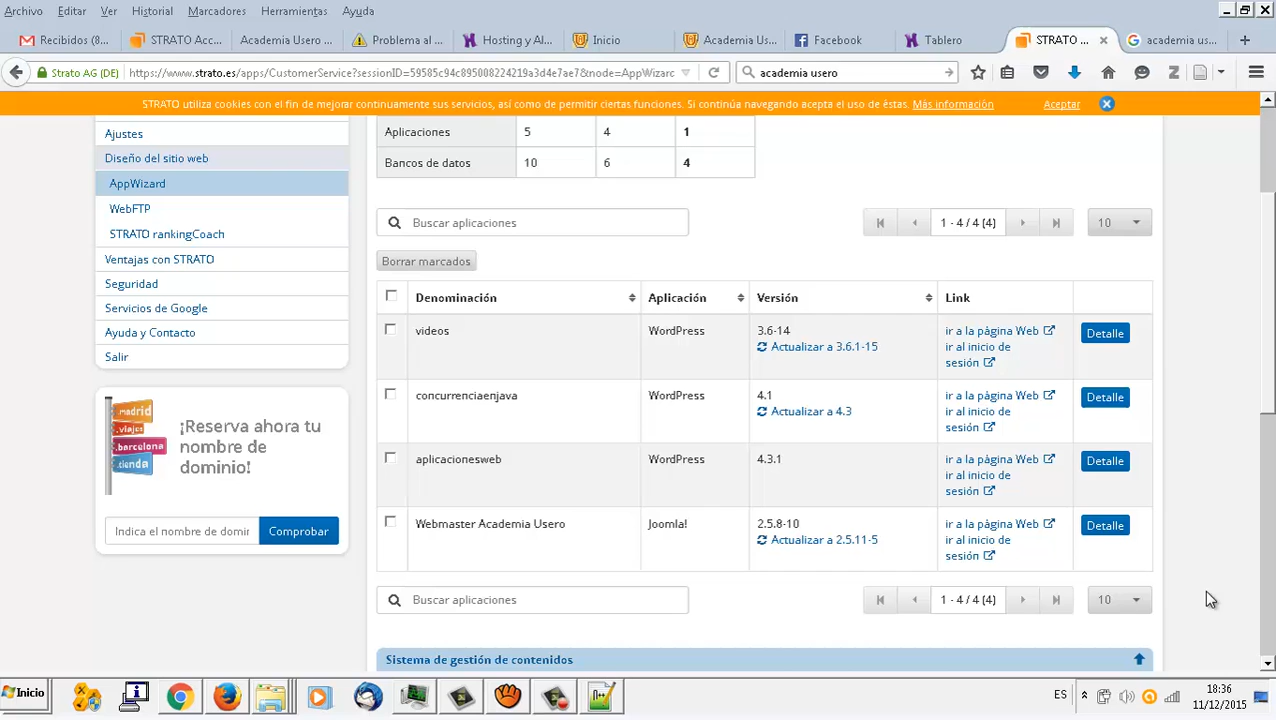 Archivo Editar Ver Historial Marcadores Herramientas Ayuda
Recibidos (8... STRATO Acc... Academia Usero ... Problema al ... Hosting y Al... Inicio Academia Us... Facebook Tablero STRATO ... academia us...
Strato AG (DE) https://www.strato.es/apps/CustomerService?sessionID=59585c94c895008224219a3d4e7ae7&node=AppWizard academia usero
STRATO utiliza cookies con el fin de mejorar continuamente sus servicios, así como de permitir ciertas funciones. Si continúa navegando acepta el uso de éstas. Más información Aceptar
Ajustes
Diseño del sitio web
AppWizard
WebFTP
STRATO rankingCoach
Ventajas con STRATO
Seguridad
Servicios de Google
Ayuda y Contacto
Salir
.madrid
.viajes
.barcelona
.tienda
¡Reserva ahora tu
nombre de
dominio!
Indica el nombre de domir Comprobar
Aplicaciones 5 4 1
Bancos de datos 10 6 4
Buscar aplicaciones 1 - 4 / 4 (4) 10
Borrar marcados
Denominación Aplicación Versión Link
videos WordPress 3.6-14 ir a la página Web Detalle
Actualizar a 3.6.1-15 ir al inicio de
sesión
concurrenciaenjava WordPress 4.1 ir a la página Web Detalle
Actualizar a 4.3 ir al inicio de
sesión
aplicacionesweb WordPress 4.3.1 ir a la página Web Detalle
ir al inicio de
sesión
Webmaster Academia Usero Joomla! 2.5.8-10 ir a la página Web Detalle
Actualizar a 2.5.11-5 ir al inicio de
sesión
Buscar aplicaciones 1 - 4 / 4 (4) 10
Sistema de gestión de contenidos
Inicio ES 18:36
11/12/2015